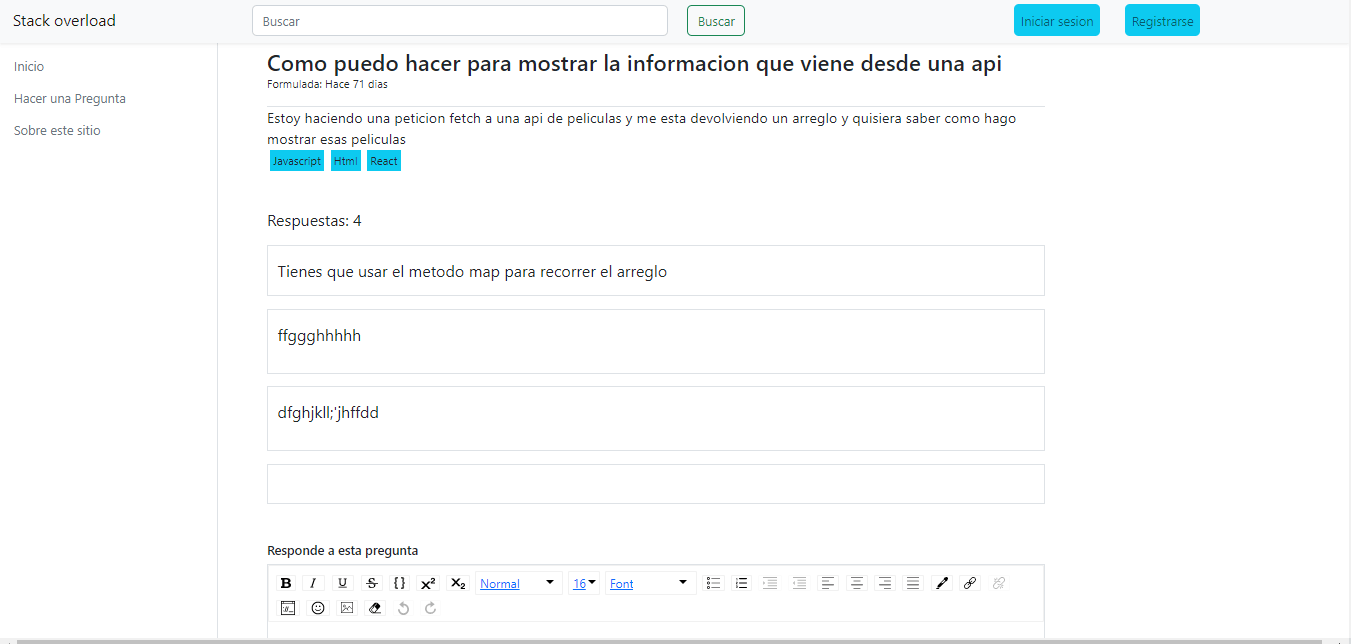 Stack overload
Buscar
Buscar
Iniciar sesion
Registrarse
Inicio
Hacer una Pregunta
Sobre este sitio
Como puedo hacer para mostrar la informacion que viene desde una api
Formulada: Hace 71 dias
Estoy haciendo una peticion fetch a una api de peliculas y me esta devolviendo un arreglo y quisiera saber como hago
mostrar esas peliculas
Javascript Html React
Respuestas: 4
Tienes que usar el metodo map para recorrer el arreglo
ffggghhhhh
dfghjkll;'jhffdd
Responde a esta pregunta
B I U S {} x² x₂ Normal 16 Font